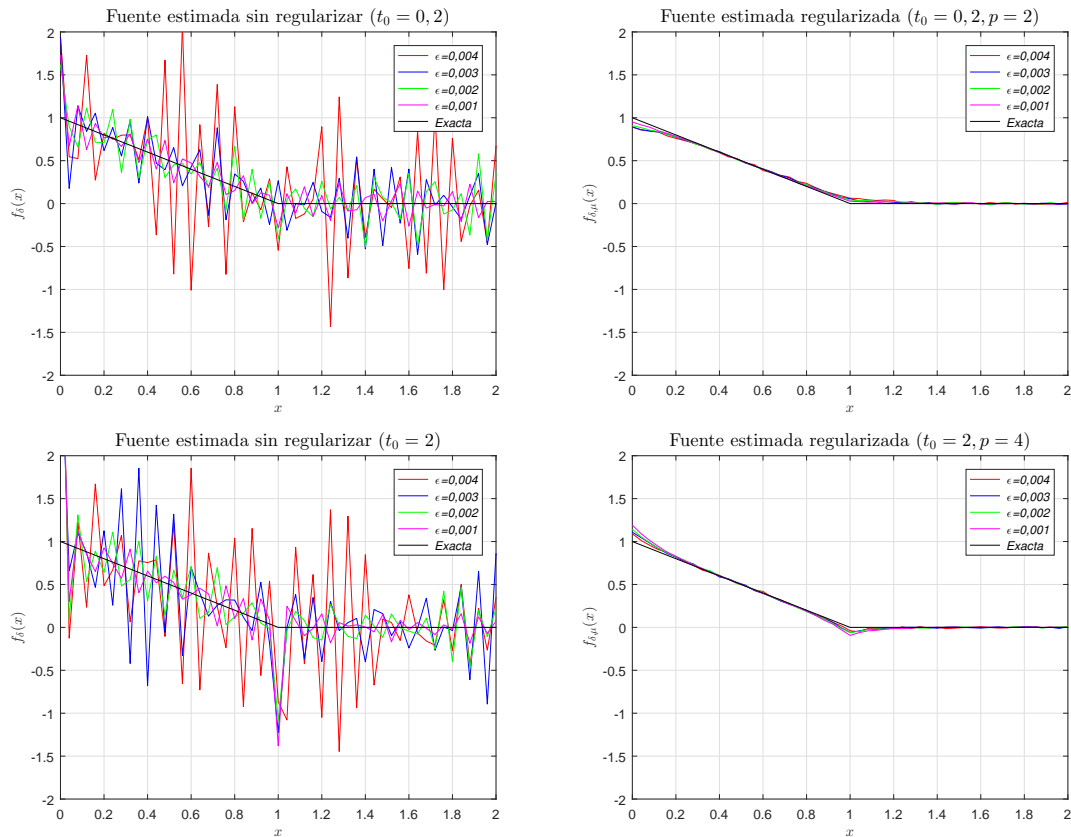 Fuente estimada sin regularizar (t₀ = 0, 2)
2
1.5
1
0.5
0
-0.5
-1
-1.5
-2
f_δ(x)
ϵ=0,004
ϵ=0,003
ϵ=0,002
ϵ=0,001
Exacta
0 0.2 0.4 0.6 0.8 1 1.2 1.4 1.6 1.8 2
x
Fuente estimada regularizada (t₀ = 0, 2, p = 2)
2
1.5
1
0.5
0
-0.5
-1
-1.5
-2
f_δ,μ(x)
ϵ=0,004
ϵ=0,003
ϵ=0,002
ϵ=0,001
Exacta
0 0.2 0.4 0.6 0.8 1 1.2 1.4 1.6 1.8 2
x
Fuente estimada sin regularizar (t₀ = 2)
2
1.5
1
0.5
0
-0.5
-1
-1.5
-2
f_δ(x)
ϵ=0,004
ϵ=0,003
ϵ=0,002
ϵ=0,001
Exacta
0 0.2 0.4 0.6 0.8 1 1.2 1.4 1.6 1.8 2
x
Fuente estimada regularizada (t₀ = 2, p = 4)
2
1.5
1
0.5
0
-0.5
-1
-1.5
-2
f_δ,μ(x)
ϵ=0,004
ϵ=0,003
ϵ=0,002
ϵ=0,001
Exacta
0 0.2 0.4 0.6 0.8 1 1.2 1.4 1.6 1.8 2
x